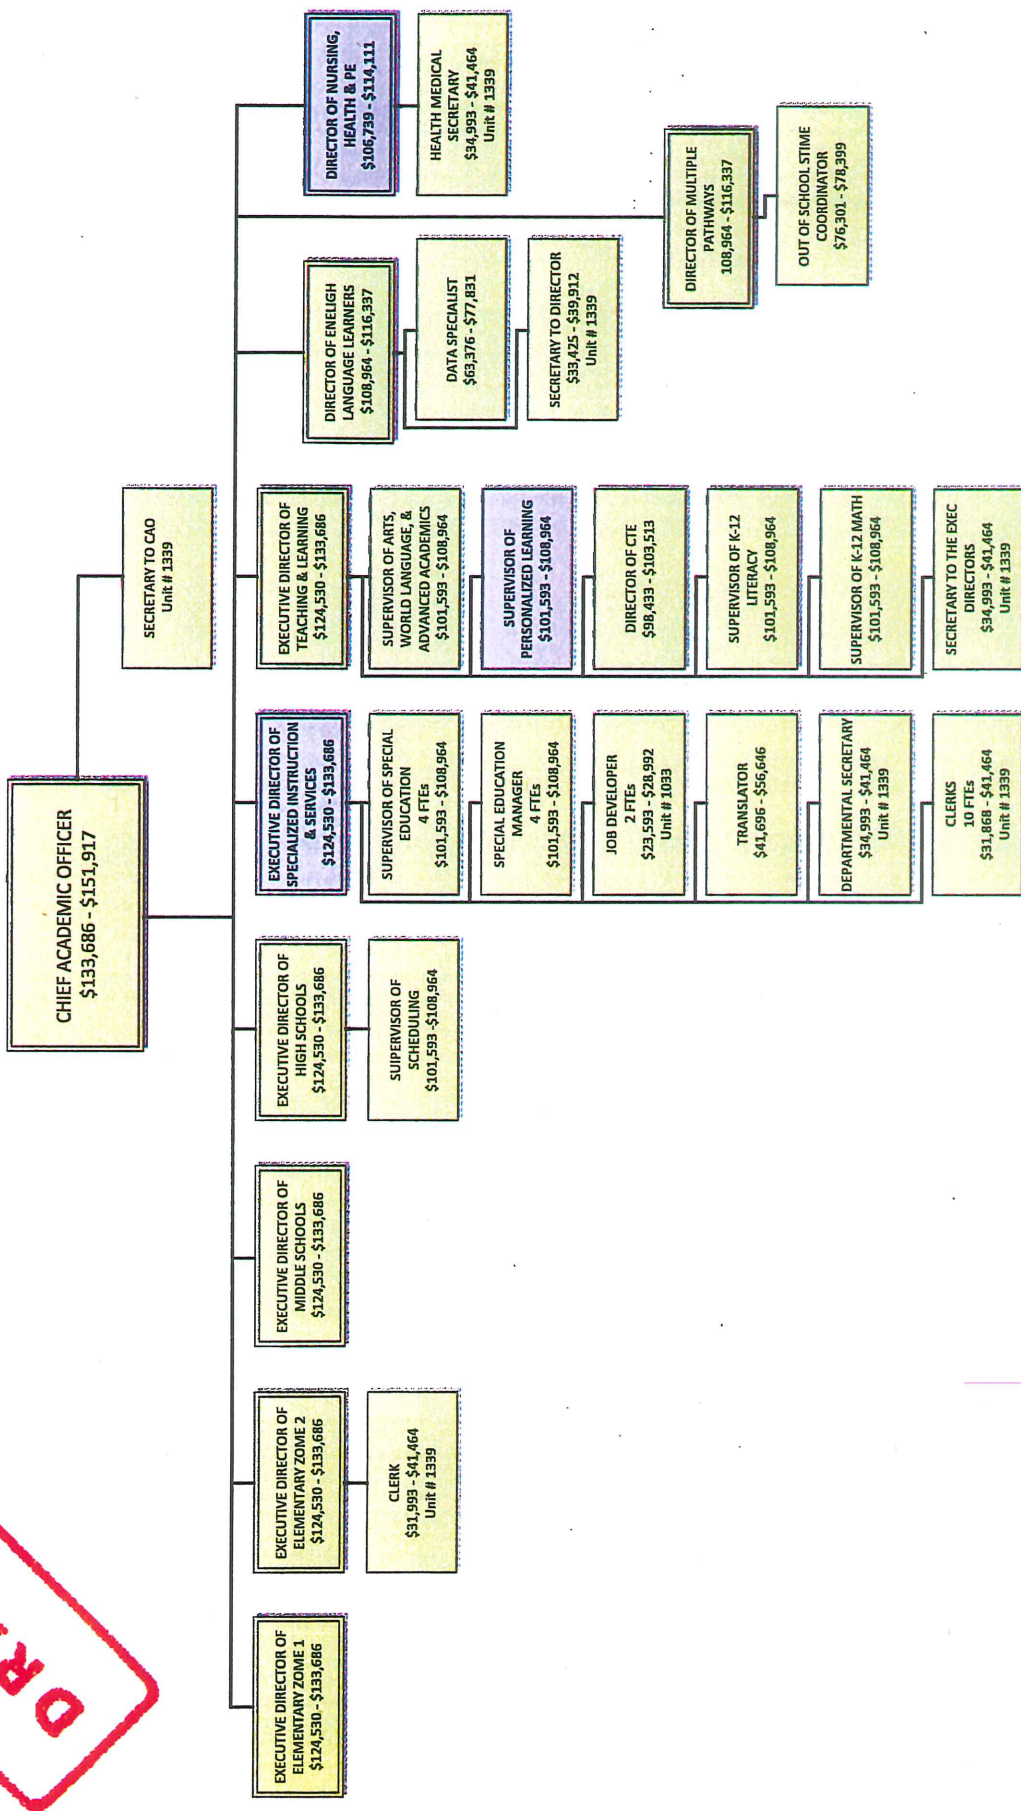 DR
CHIEF ACADEMIC OFFICER
$133,686 - $151,917
SECRETARY TO CAO
Unit # 1339
EXECUTIVE DIRECTOR OF
ELEMENTARY ZOME 1
$124,530 - $133,686
EXECUTIVE DIRECTOR OF
ELEMENTARY ZOME 2
$124,530 - $133,686
CLERK
$31,993 - $41,464
Unit # 1339
EXECUTIVE DIRECTOR OF
MIDDLE SCHOOLS
$124,530 - $133,686
EXECUTIVE DIRECTOR OF
HIGH SCHOOLS
$124,530 - $133,686
SUIPERVISOR OF
SCHEDULING
$101,593 -$108,964
EXECUTIVE DIRECTOR OF
SPECIALIZED INSTRUCTION
& SERVICES
$124,530 - $133,686
SUPERVISOR OF SPECIAL
EDUCATION
4 FTEs
$101,593 - $108,964
SPECIAL EDUCATION
MANAGER
4 FTEs
$101,593 - $108,964
JOB DEVELOPER
2 FTEs
$23,593 - $28,992
Unit # 1033
TRANSLATOR
$41,696 - $56,646
DEPARTMENTAL SECRETARY
$34,993 - $41,464
Unit # 1339
CLERKS
10 FTEs
$31,868 - $41,464
Unit # 1339
EXECUTIVE DIRECTOR OF
TEACHING & LEARNING
$124,530 - $133,686
SUPERVISOR OF ARTS,
WORLD LANGUAGE, &
ADVANCED ACADEMICS
$101,593 - $108,964
SUPERVISOR OF
PERSONALIZED LEARNING
$101,593 - $108,964
DIRECTOR OF CTE
$98,433 - $103,513
SUPERVISOR OF K-12
LITERACY
$101,593 - $108,964
SUPERVISOR OF K-12 MATH
$101,593 - $108,964
SECRETARY TO THE EXEC
DIRECTORS
$34,993 - $41,464
Unit # 1339
DIRECTOR OF ENELIGH
LANGUAGE LEARNERS
$108,964 - $116,337
DATA SPECIALIST
$63,376 - $77,831
SECRETARY TO DIRECTOR
$33,425 - $39,912
Unit # 1339
DIRECTOR OF MULTIPLE
PATHWAYS
108,964 - $116,337
OUT OF SCHOOL STIME
COORDINATOR
$76,301 - $78,399
DIRECTOR OF NURSING,
HEALTH & PE
$106,739 - $114,111
HEALTH MEDICAL
SECRETARY
$34,993 - $41,464
Unit # 1339